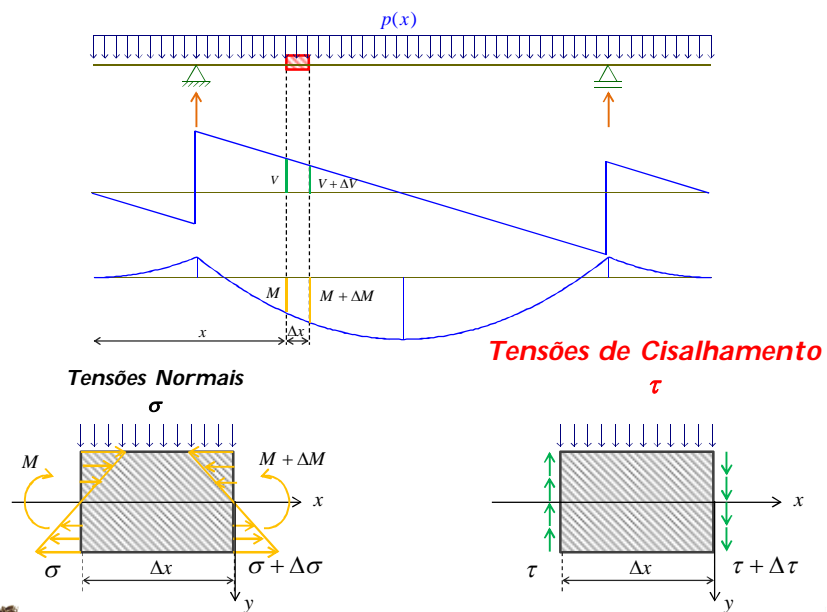 p(x)
V
V + ΔV
M
M + ΔM
x
Δx
Tensões de Cisalhamento
τ
Tensões Normais
σ
M
M + ΔM
x
x
σ
Δx
σ + Δσ
y
τ
Δx
τ + Δτ
y